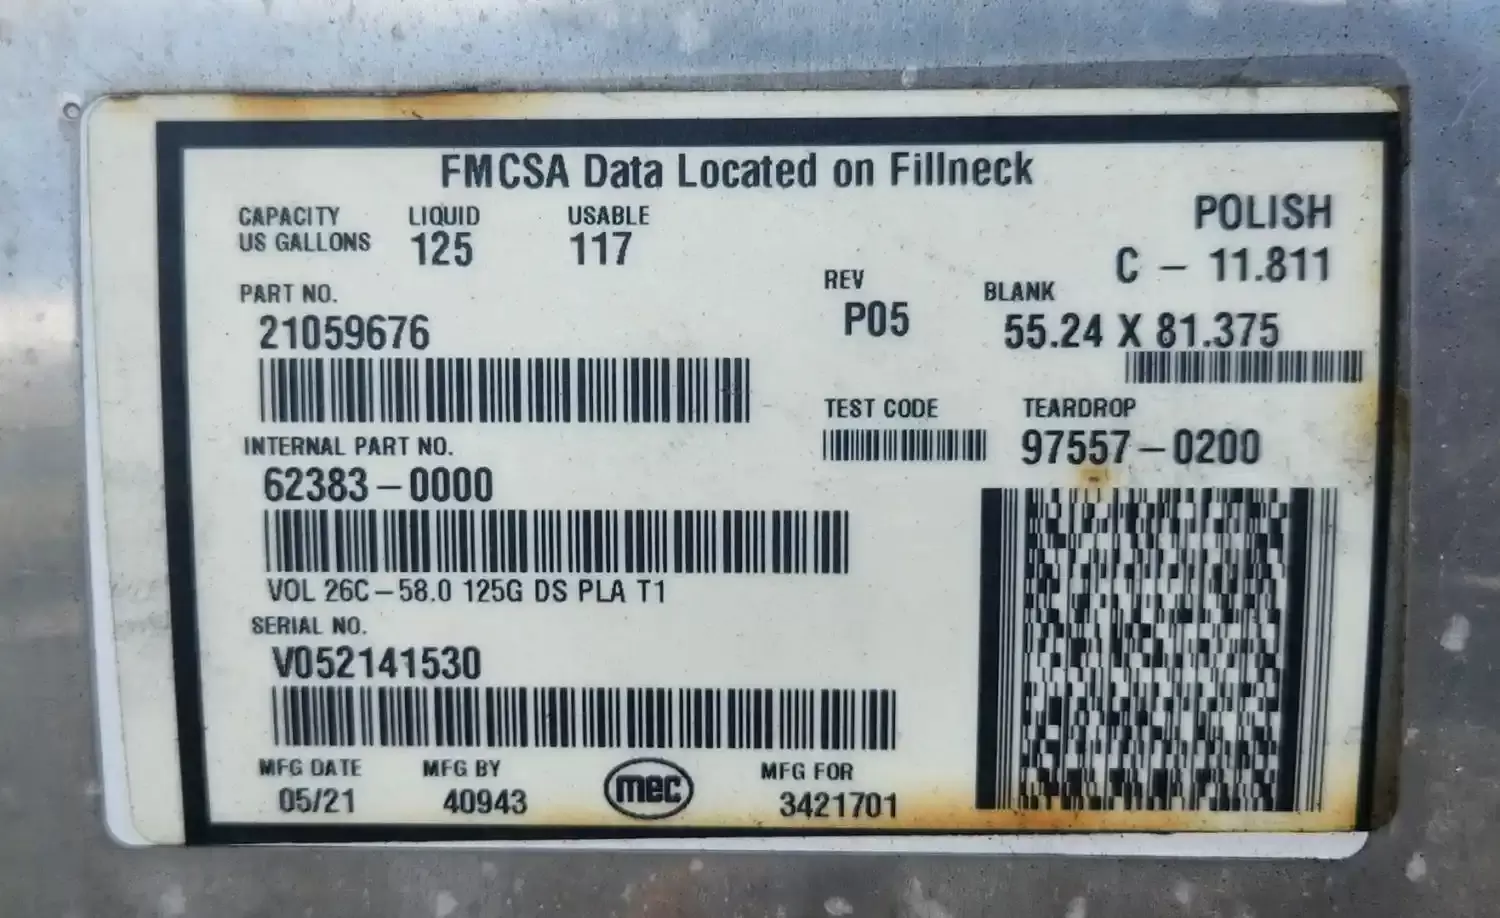 FMCSA Data Located on Fillneck
CAPACITY US GALLONS
LIQUID
125
USABLE
117
POLISH
C - 11.811
PART NO.
21059676
REV
P05
BLANK
55.24 X 81.375
TEST CODE
TEARDROP
97557-0200
INTERNAL PART NO.
62383-0000
VOL 26C-58.0 125G DS PLA T1
SERIAL NO.
V052141530
MFG DATE
05/21
MFG BY
40943
mec
MFG FOR
3421701